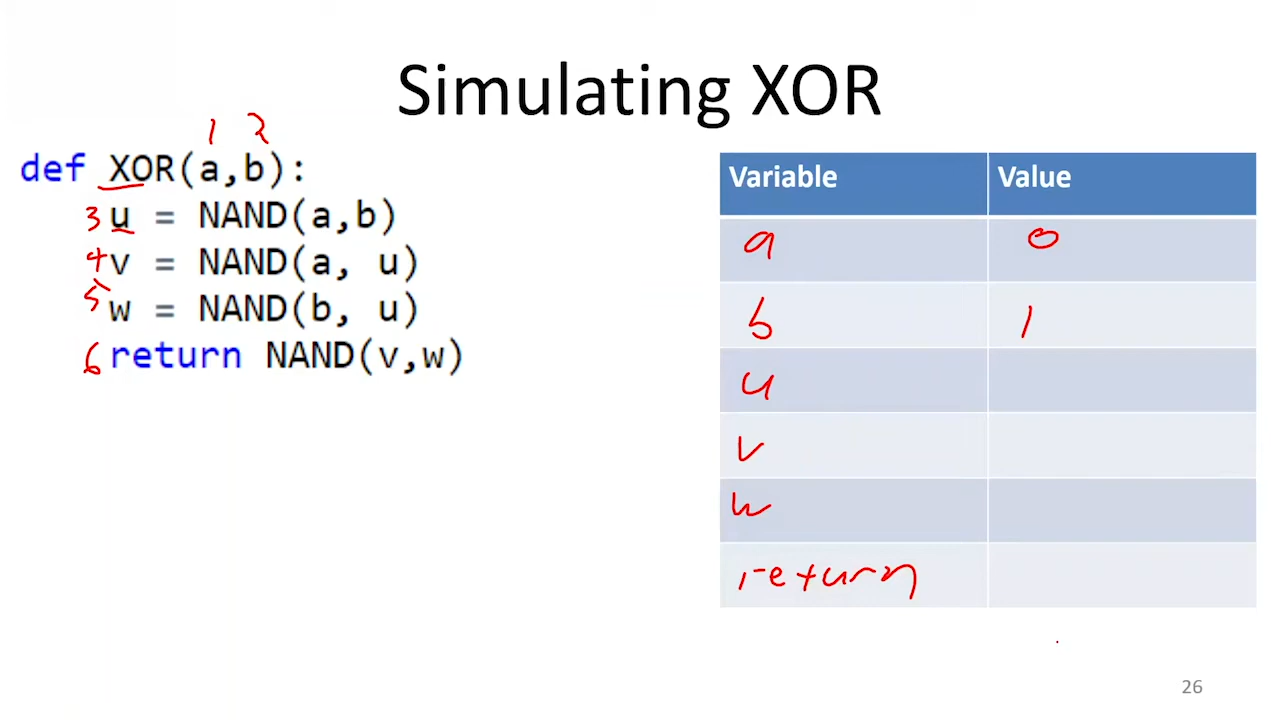 Simulating XOR
1 2
def XOR(a,b):
3 u = NAND(a,b)
4 v = NAND(a, u)
5 w = NAND(b, u)
6 return NAND(v,w)
Variable Value
a 0
b 1
u
v
w
return
26